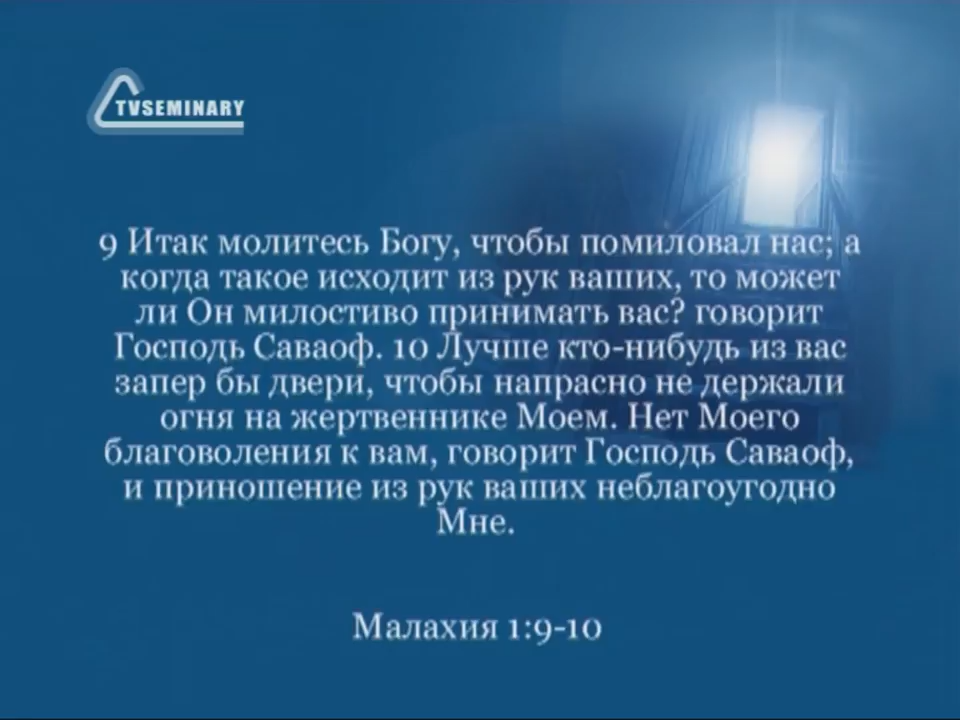 TVSEMINARY
9 Итак молитесь Богу, чтобы помиловал нас; а
когда такое исходит из рук ваших, то может
ли Он милостиво принимать вас? говорит
Господь Саваоф. 10 Лучше кто-нибудь из вас
запер бы двери, чтобы напрасно не держали
огня на жертвеннике Моем. Нет Моего
благоволения к вам, говорит Господь Саваоф,
и приношение из рук ваших неблагоугодно
Мне.
Малахия 1:9-10